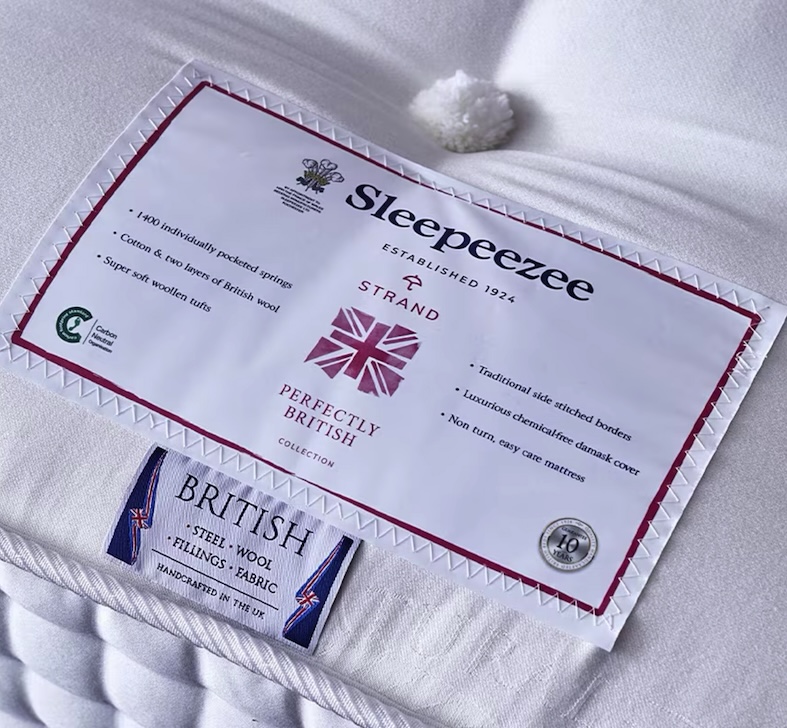 Sleepeezee
ESTABLISHED 1924
STRAND
PERFECTLY
BRITISH
COLLECTION
• 1400 individually pocketed springs
• Cotton & two layers of British wool
• Super soft woollen tufts
Carbon
Neutral
Organisation
• Traditional side stitched borders
• Luxurious chemical-free damask cover
• Non turn, easy care mattress
10
YEARS
BRITISH
• STEEL • WOOL
• FILLINGS • FABRIC
HANDCRAFTED IN THE UK